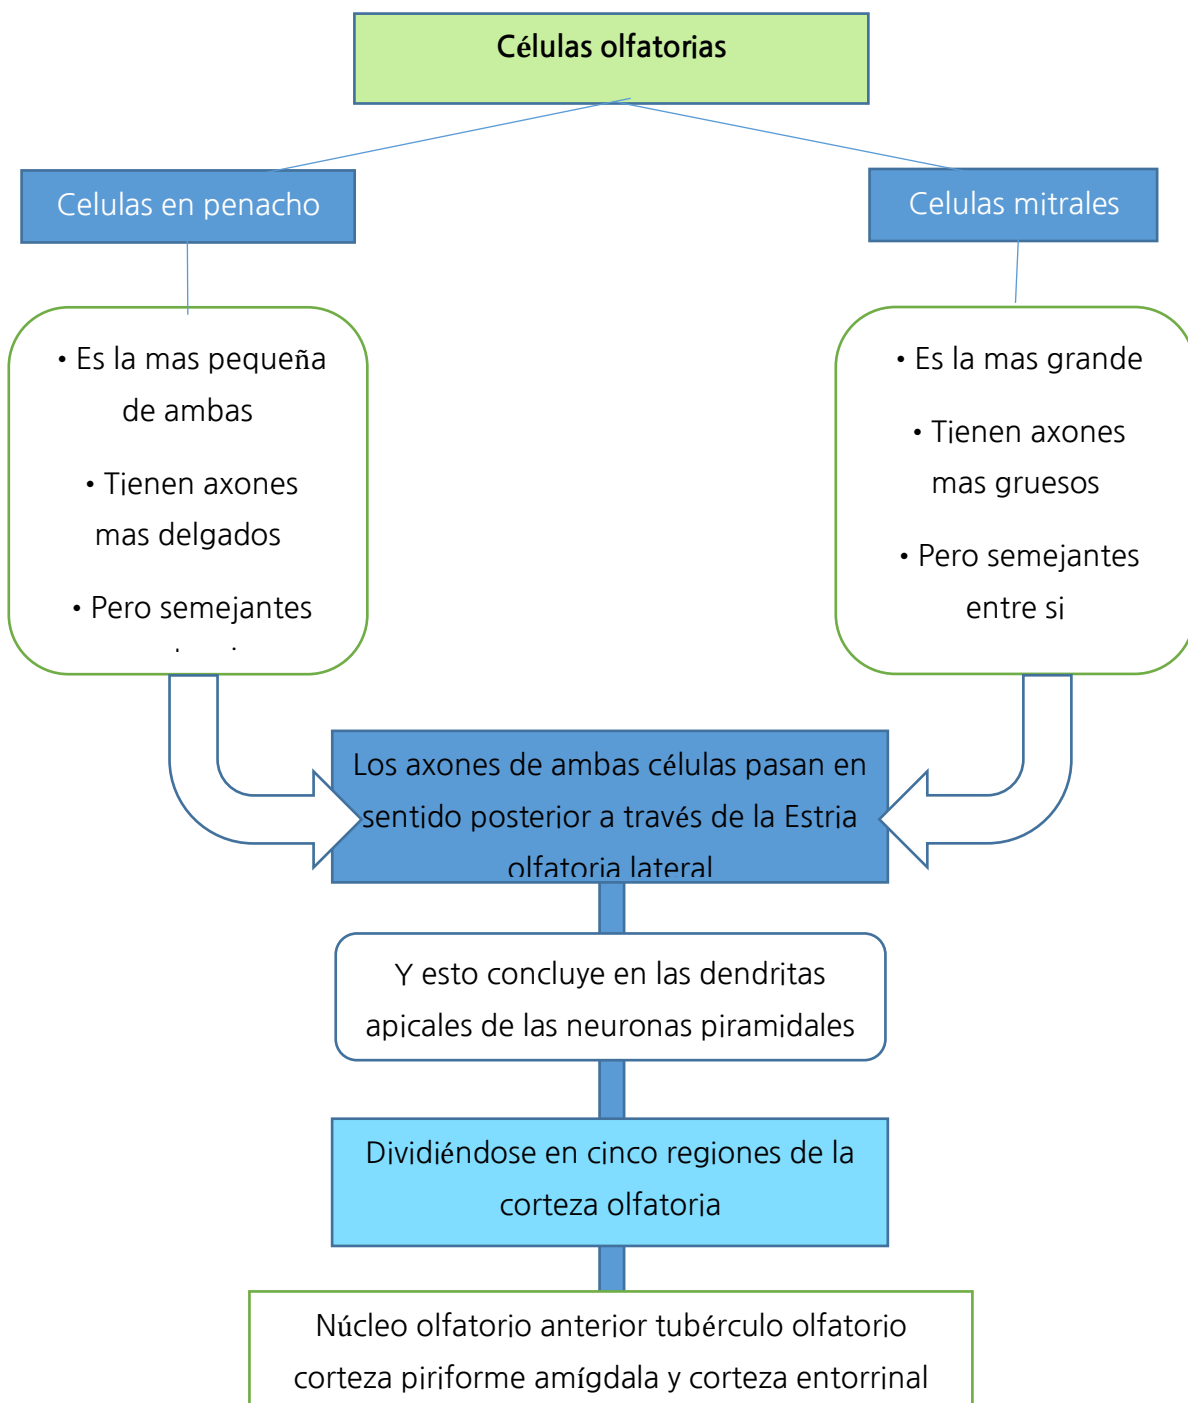 Células olfatorias
Celulas en penacho
Celulas mitrales
• Es la mas pequeña
de ambas
• Tienen axones
mas delgados
• Pero semejantes
• Es la mas grande
• Tienen axones
mas gruesos
• Pero semejantes
entre si
Los axones de ambas células pasan en
sentido posterior a través de la Estria
olfatoria lateral
Y esto concluye en las dendritas
apicales de las neuronas piramidales
Dividiéndose en cinco regiones de la
corteza olfatoria
Núcleo olfatorio anterior tubérculo olfatorio
corteza piriforme amígdala y corteza entorrinal